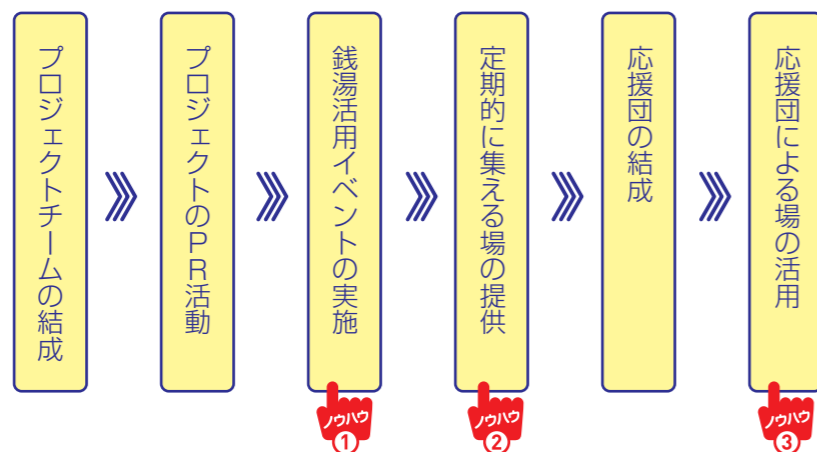 プロジェクトチームの結成
プロジェクトのPR活動
銭湯活用イベントの実施
定期的に集える場の提供
応援団の結成
応援団による場の活用
ノウハウ
①
ノウハウ
②
ノウハウ
③